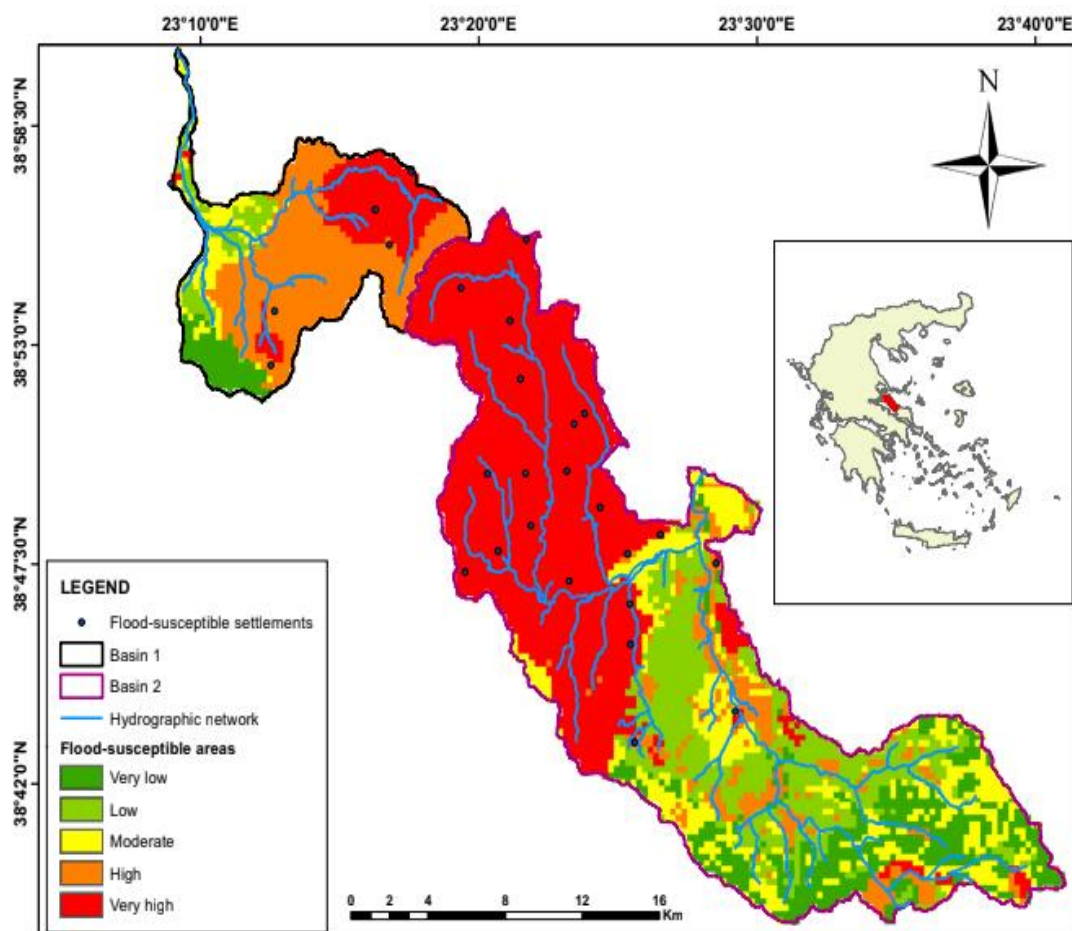 23°10'0"E 23°20'0"E 23°30'0"E 23°40'0"E
38°58'30"N
38°53'0"N
38°47'30"N
38°42'0"N
N
LEGEND
Flood-susceptible settlements
Basin 1
Basin 2
Hydrographic network
Flood-susceptible areas
Very low
Low
Moderate
High
Very high
0 2 4 8 12 16
Km